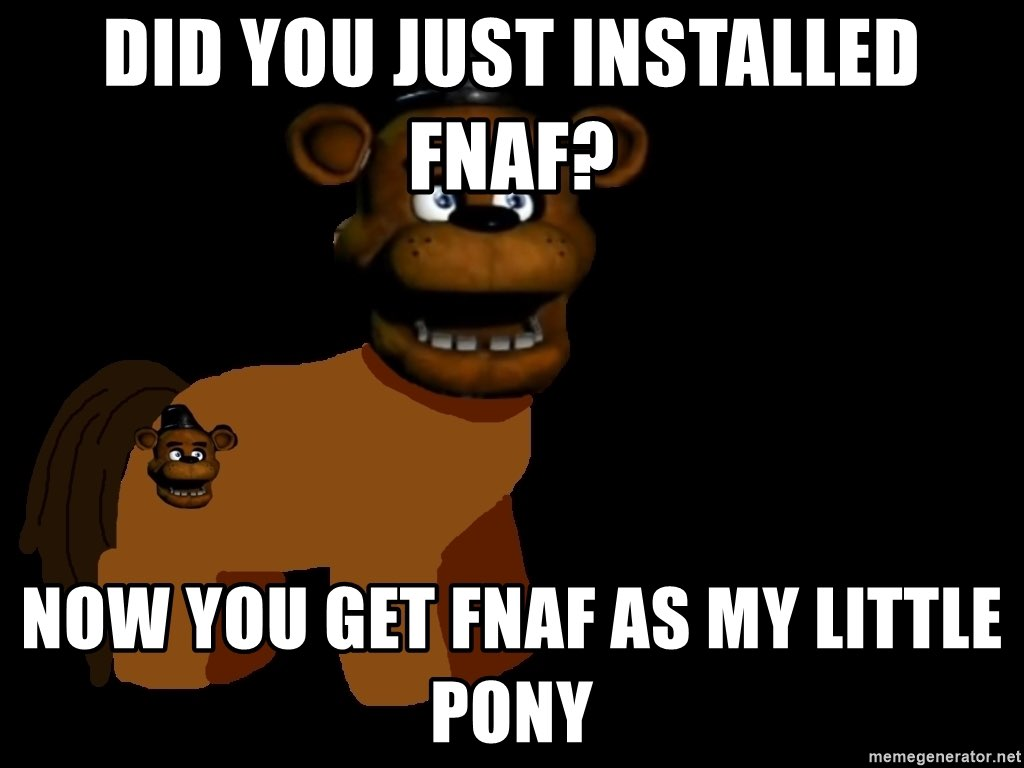 DID YOU JUST INSTALLED
FNAF?
NOW YOU GET FNAF AS MY LITTLE
PONY
memegenerator.net